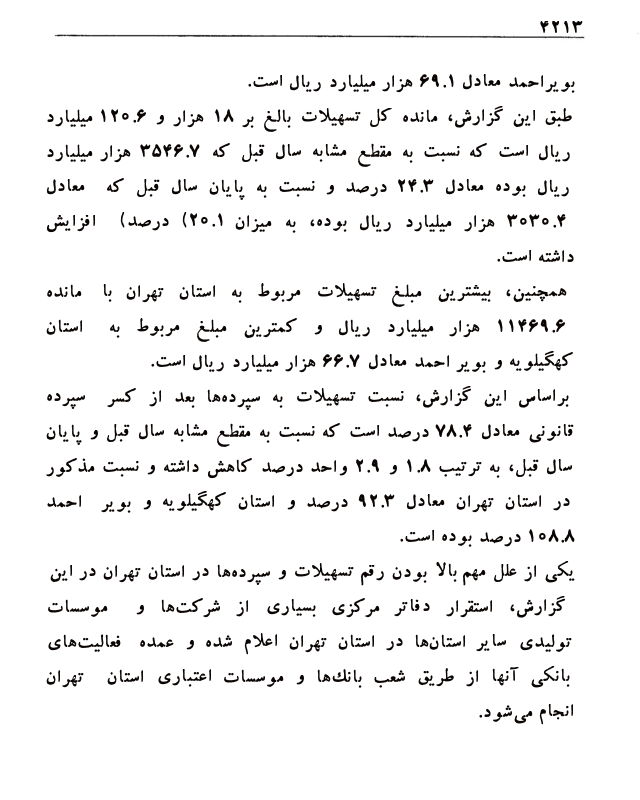 ۴۲۱۳
بویراحمد معادل ۶۹.۱ هزار میلیارد ریال است.
طبق این گزارش، مانده کل تسهیلات بالغ بر ۱۸ هزار و ۱۲۰.۶ میلیارد
ریال است که نسبت به مقطع مشابه سال قبل که ۳۵۴۶.۷ هزار میلیارد
ریال بوده معادل ۲۴.۳ درصد و نسبت به پایان سال قبل که معادل
۳۰۳۰.۴ هزار میلیارد ریال بوده، به میزان ۲۰.۱) درصد) افزایش
داشته است.
همچنین، بیشترین مبلغ تسهیلات مربوط به استان تهران با مانده
۱۱۴۶۹.۶ هزار میلیارد ریال و کمترین مبلغ مربوط به استان
کهگیلویه و بویر احمد معادل ۶۶.۷ هزار میلیارد ریال است.
براساس این گزارش، نسبت تسهیلات به سپرده‌ها بعد از کسر سپرده
قانونی معادل ۷۸.۴ درصد است که نسبت به مقطع مشابه سال قبل و پایان
سال قبل، به ترتیب ۱.۸ و ۲.۹ واحد درصد کاهش داشته و نسبت مذکور
در استان تهران معادل ۹۲.۳ درصد و استان کهگیلویه و بویر احمد
۱۰۸.۸ درصد بوده است.
یکی از علل مهم بالا بودن رقم تسهیلات و سپرده‌ها در استان تهران در این
گزارش، استقرار دفاتر مرکزی بسیاری از شرکت‌ها و موسسات
تولیدی سایر استان‌ها در استان تهران اعلام شده و عمده فعالیت‌های
بانکی آنها از طریق شعب بانك‌ها و موسسات اعتباری استان تهران
انجام می‌شود.